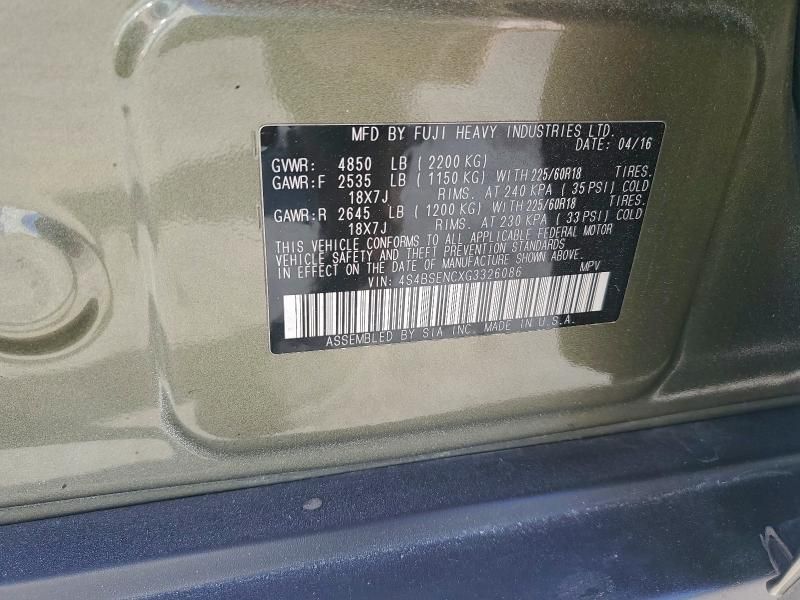 MFD BY FUJI HEAVY INDUSTRIES LTD.
DATE: 04/16
GVWR: 4850 LB ( 2200 KG)
GAWR:F 2535 LB ( 1150 KG) WITH 225/60R18 TIRES.
18X7J RIMS. AT 240 KPA ( 35 PSI) COLD
GAWR:R 2645 LB ( 1200 KG) WITH 225/60R18 TIRES.
18X7J RIMS. AT 230 KPA ( 33 PSI) COLD
THIS VEHICLE CONFORMS TO ALL APPLICABLE FEDERAL MOTOR
VEHICLE SAFETY AND THEFT PREVENTION STANDARDS
IN EFFECT ON THE DATE OF MANUFACTURE SHOWN ABOVE.
VIN: 4S4BSENCXG3326086 MPV
ASSEMBLED BY SIA INC. MADE IN U.S.A.